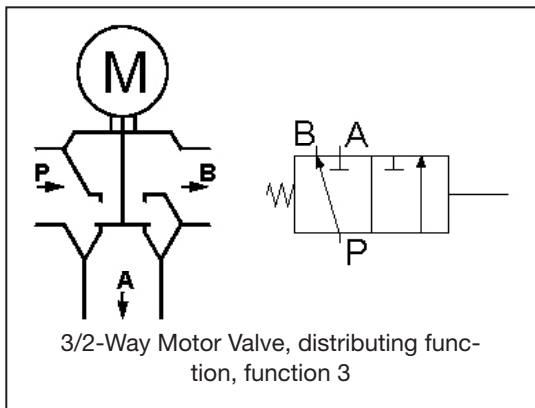 M
P B
A
B A
P
3/2-Way Motor Valve, distributing func-
tion, function 3